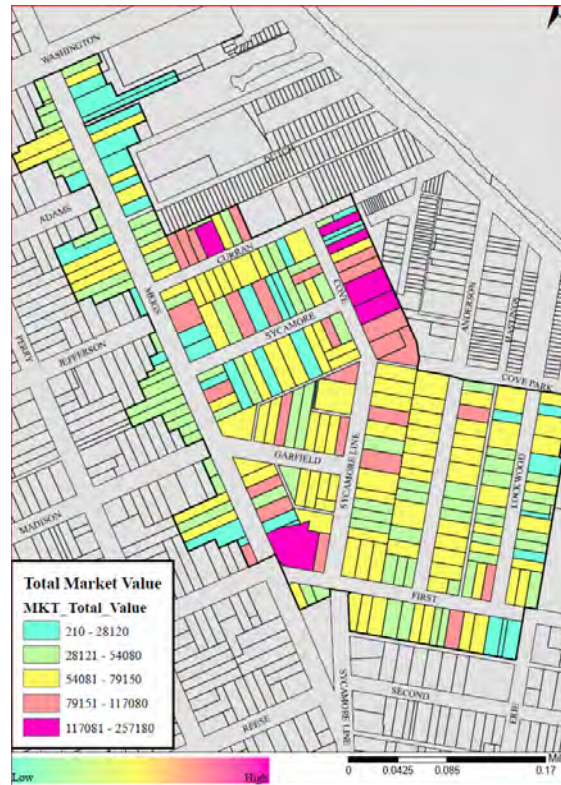 WASHINGTON
ADAMS
CURRAN
MEIGS
COVE
PERRY
JEFFERSON
SYCAMORE
ANDERSON
HASTINGS
COVE PARK
GARFIELD
SYCAMORE LINE
LOCKWOOD
MADISON
FIRST
SECOND
SYCAMORE LINE
ERIE
REESE
Total Market Value
MKT_Total_Value
210 - 28120
28121 - 54080
54081 - 79150
79151 - 117080
117081 - 257180
Low
High
Mi
0
0.0425
0.085
0.17